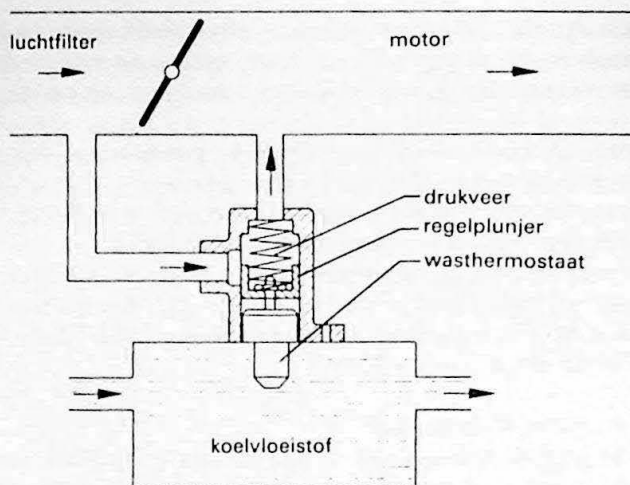 luchtfilter
motor
drukveer
regelplunjer
wasthermostaat
koelvloeistof